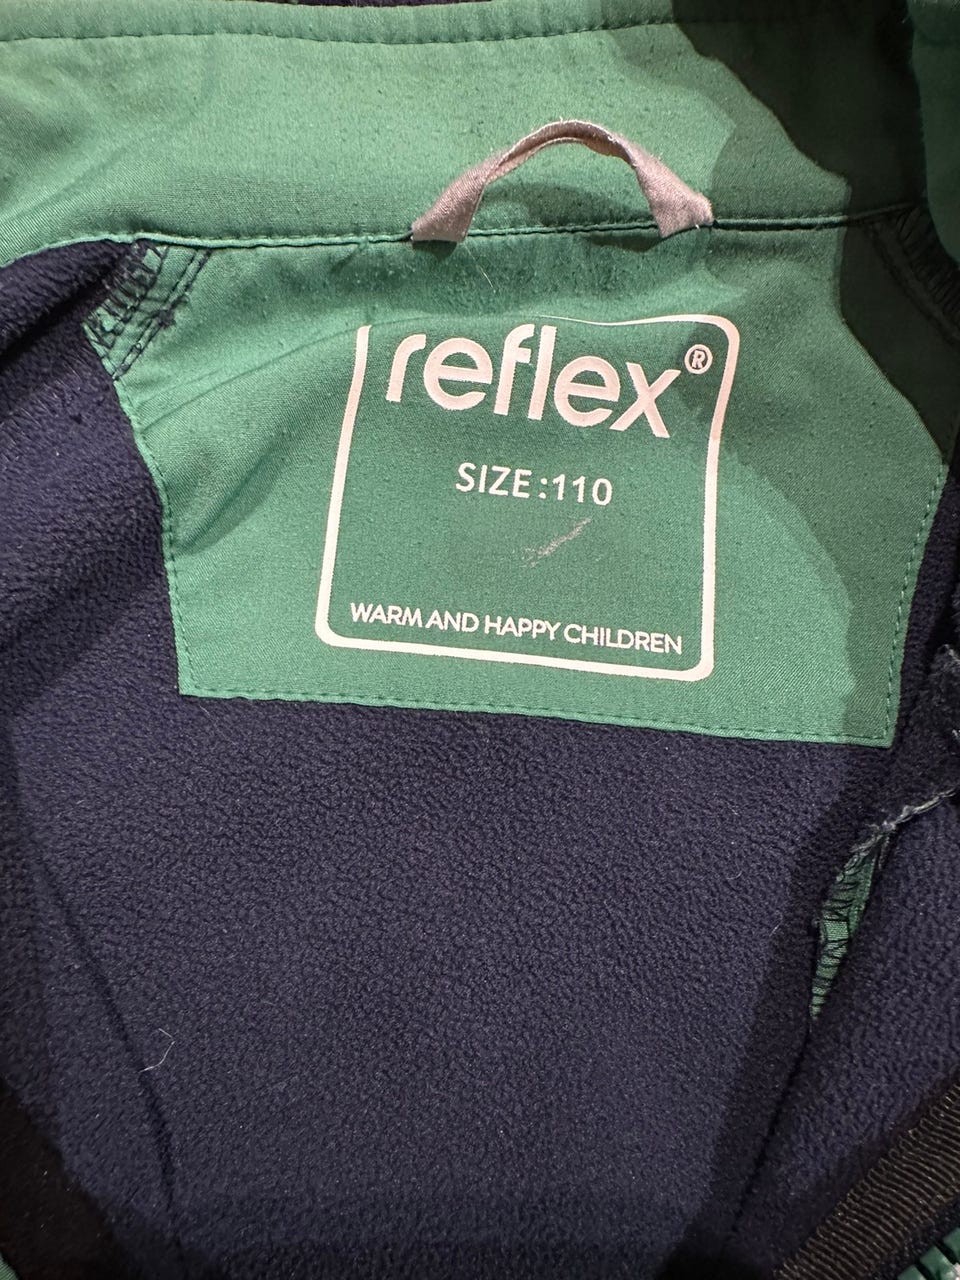 reflex®
SIZE:110
WARM AND HAPPY CHILDREN